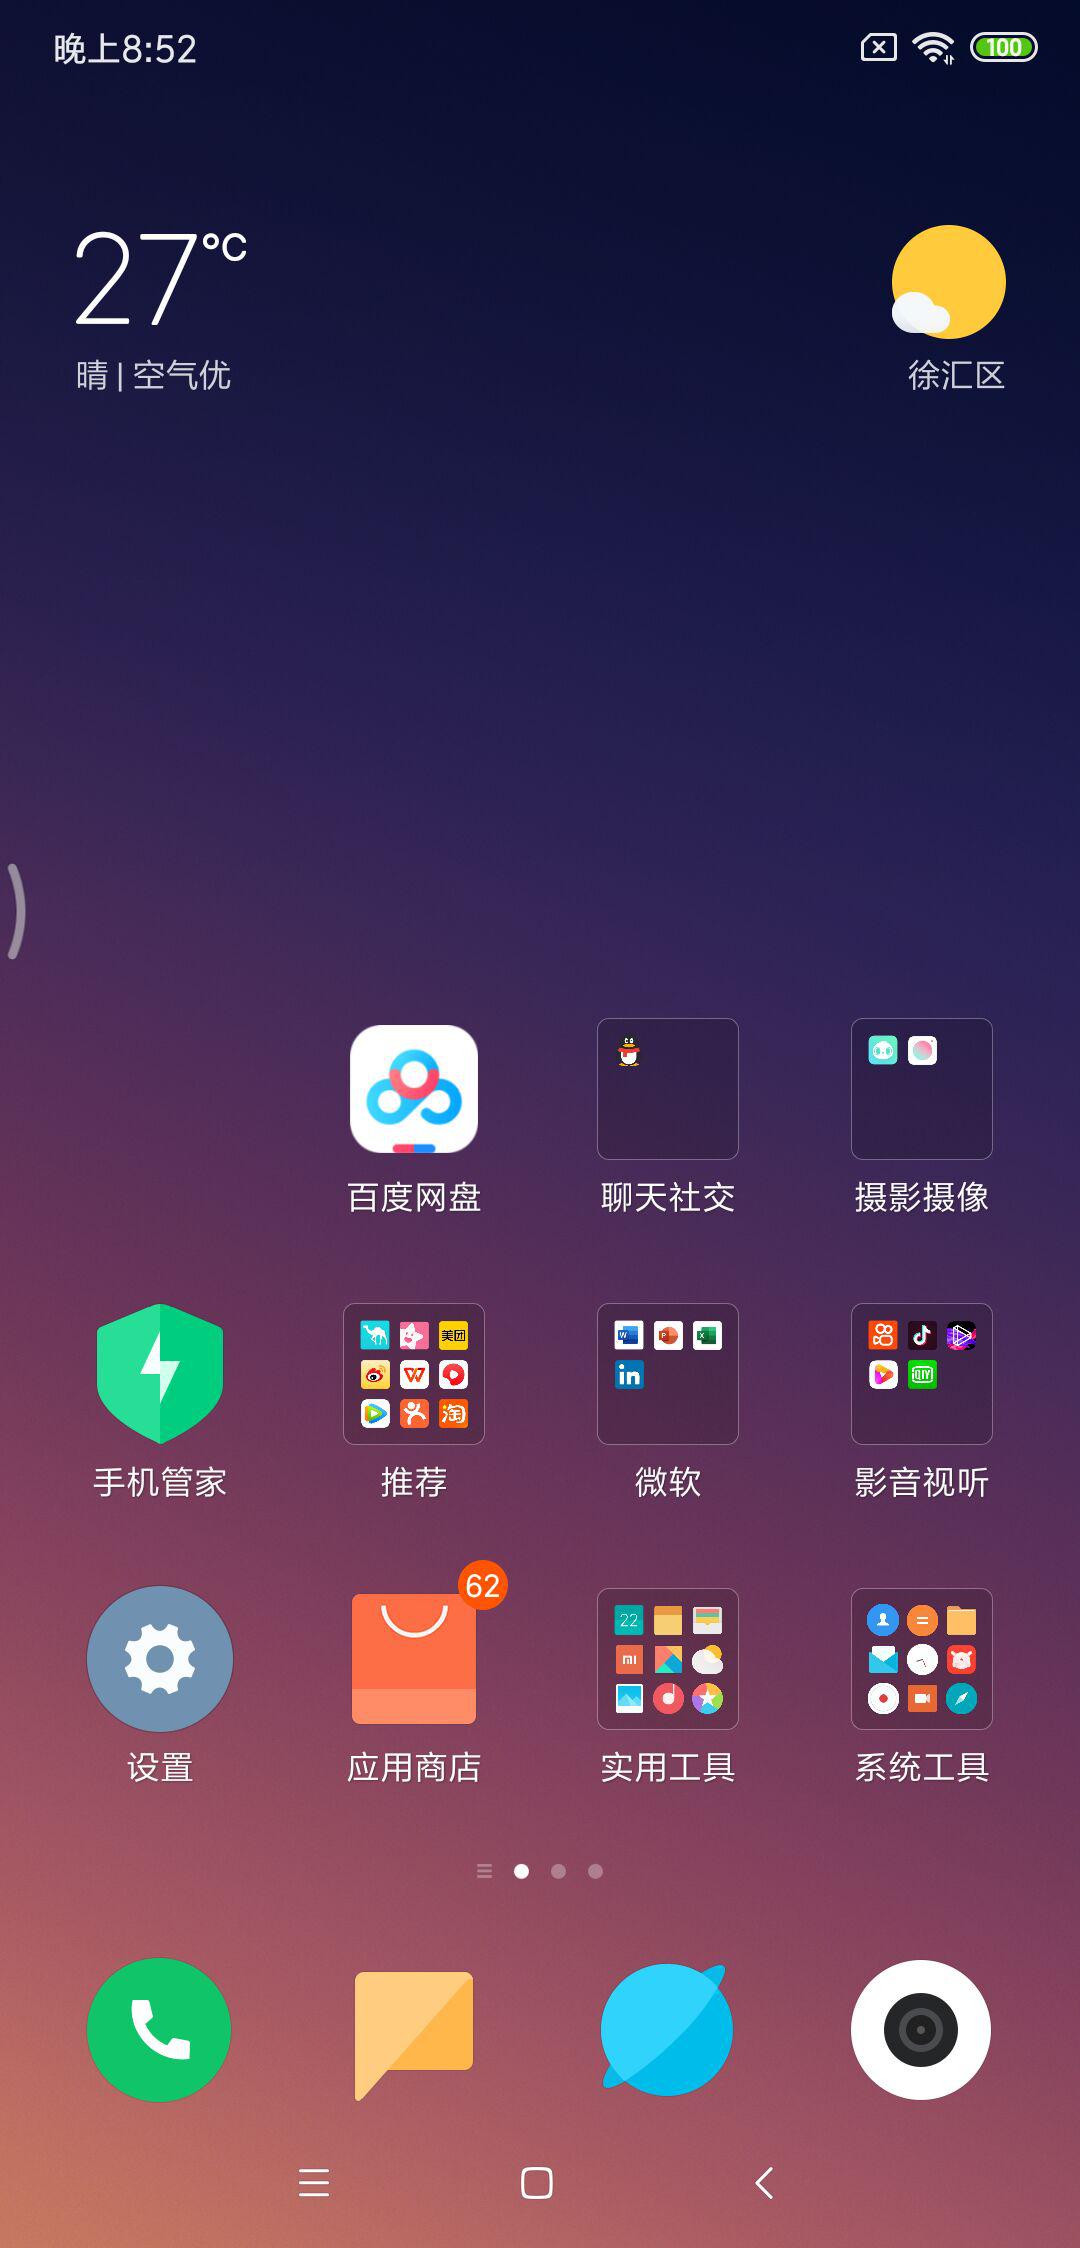 晚上8:52
100
27℃
晴 | 空气优
徐汇区
百度网盘
聊天社交
摄影摄像
美团
淘
手机管家
推荐
微软
影音视听
62
22
设置
应用商店
实用工具
系统工具